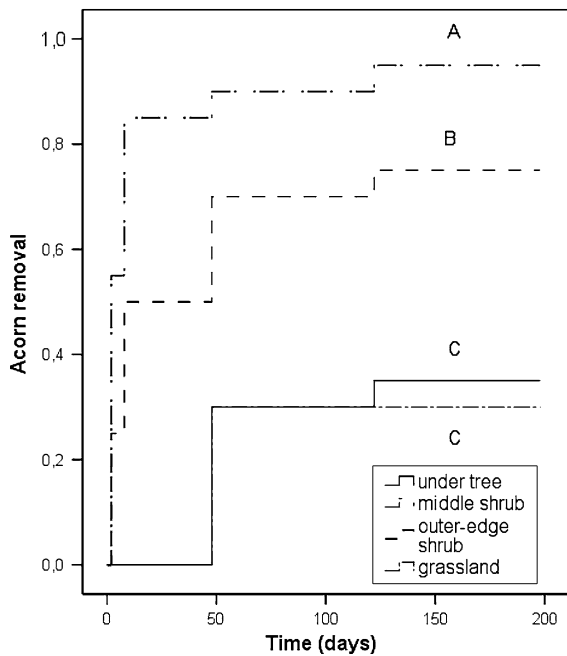 1,0
0,8
0,6
0,4
0,2
0,0
Acorn removal
A
B
C
C
under tree
middle shrub
outer-edge
shrub
grassland
0
50
100
150
200
Time (days)